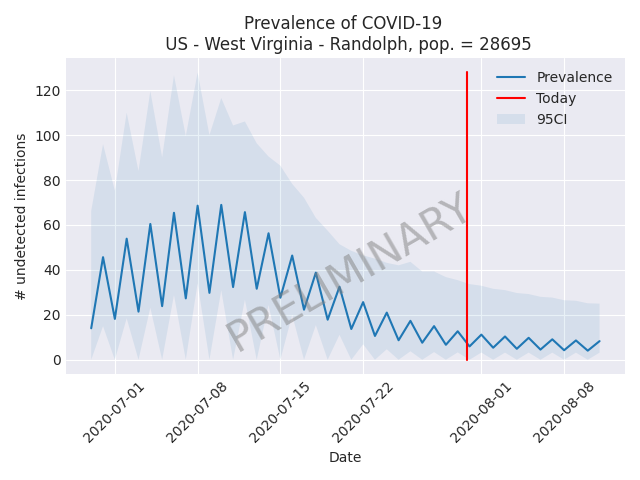 Prevalence of COVID-19
US - West Virginia - Randolph, pop. = 28695
# undetected infections
120
100
80
60
40
20
0
Prevalence
Today
95CI
PRELIMINARY
2020-07-01
2020-07-08
2020-07-15
2020-07-22
2020-08-01
2020-08-08
Date